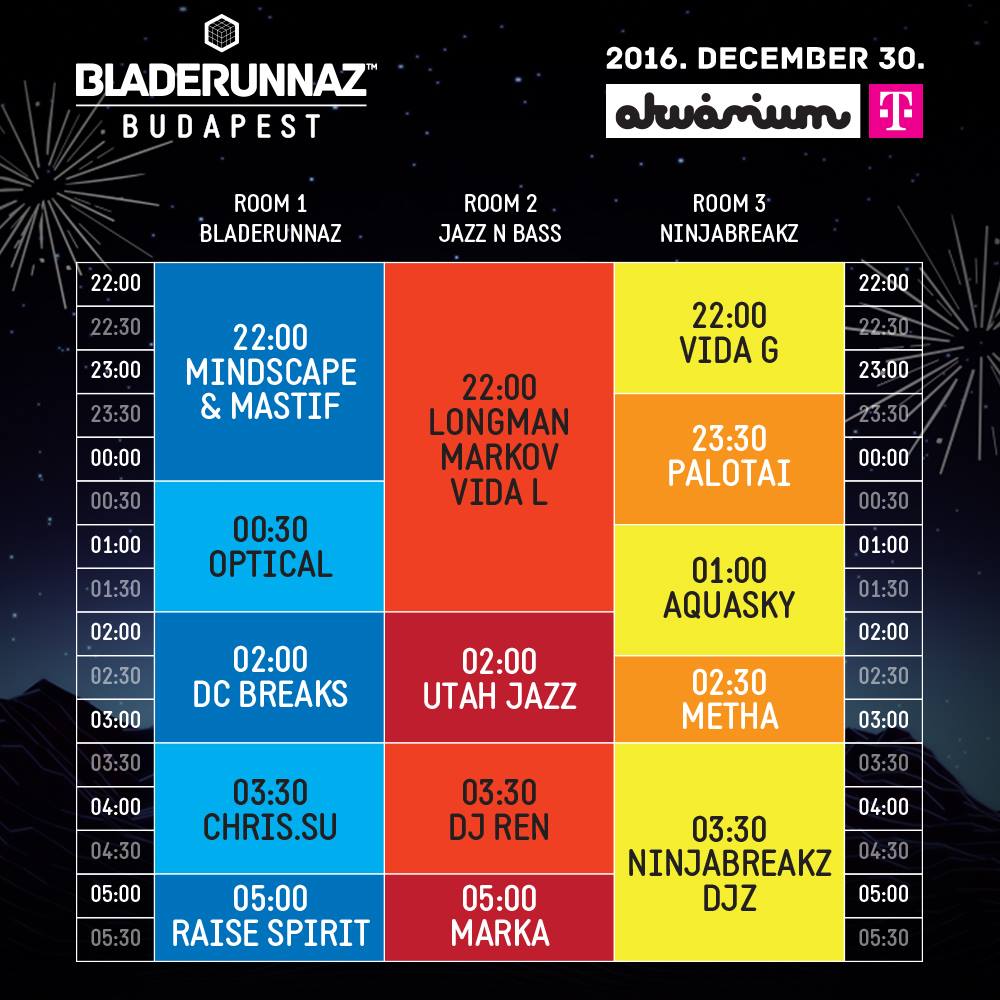 BLADERUNNAZ™
BUDAPEST
2016. DECEMBER 30.
akvárium
T
ROOM 1
BLADERUNNAZ
ROOM 2
JAZZ N BASS
ROOM 3
NINJABREAKZ
22:00
22:30
23:00
23:30
00:00
00:30
01:00
01:30
02:00
02:30
03:00
03:30
04:00
04:30
05:00
05:30
22:00
MINDSCAPE
& MASTIF
00:30
OPTICAL
02:00
DC BREAKS
03:30
CHRIS.SU
05:00
RAISE SPIRIT
22:00
LONGMAN
MARKOV
VIDA L
02:00
UTAH JAZZ
03:30
DJ REN
05:00
MARKA
22:00
VIDA G
23:30
PALOTAI
01:00
AQUASKY
02:30
METHA
03:30
NINJABREAKZ
DJZ
22:00
22:30
23:00
23:30
00:00
00:30
01:00
01:30
02:00
02:30
03:00
03:30
04:00
04:30
05:00
05:30